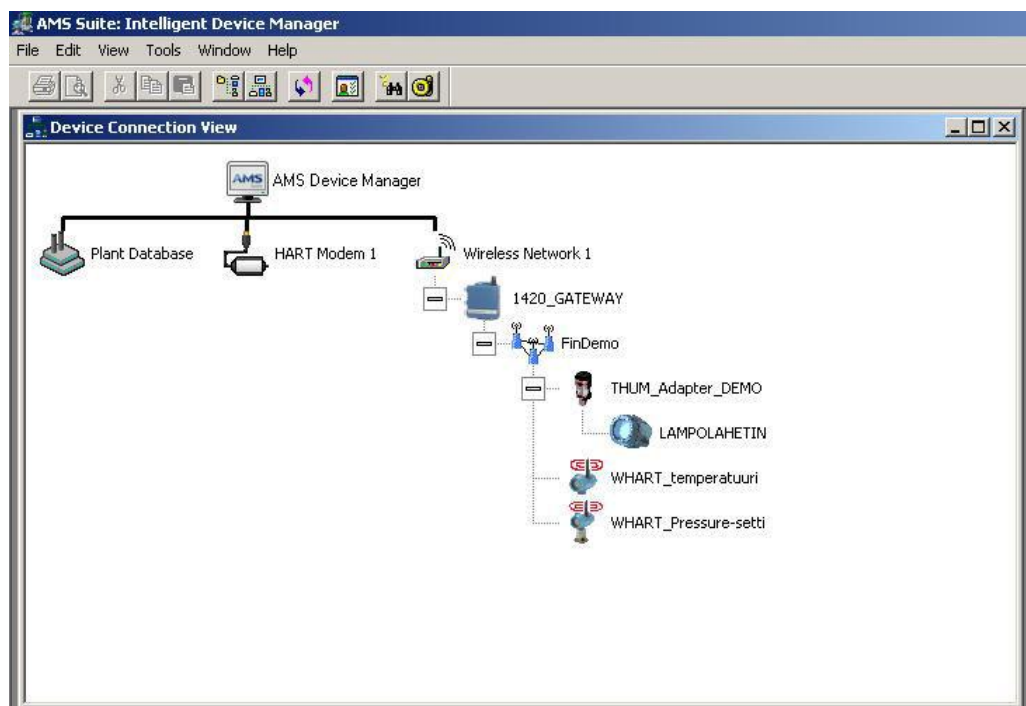 AMS Suite: Intelligent Device Manager
File Edit View Tools Window Help
Device Connection View
AMS AMS Device Manager
Plant Database HART Modem 1 Wireless Network 1
1420_GATEWAY
FinDemo
THUM_Adapter_DEMO
LAMPOLAHETIN
WHART_temperatuuri
WHART_Pressure-setti